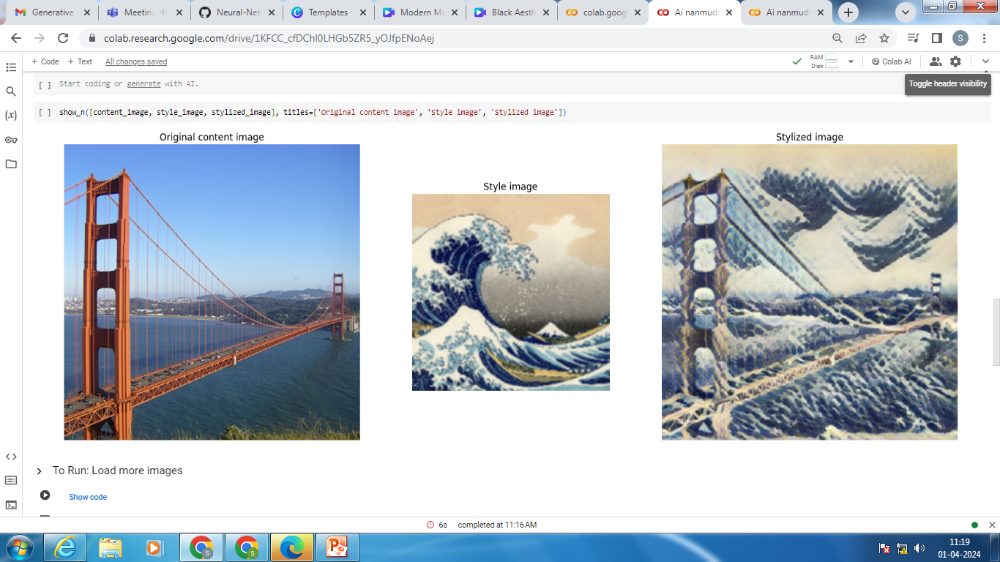 Generative
Meeting
Neural-Net
Templates
Modern Mi
Black Aesth
colab.goog
Ai nanmudl
Ai nanmudl
colab.research.google.com/drive/1KFCC_cfDChI0LHGb5ZR5_yOJfpENoAej
S
+ Code + Text All changes saved
RAM
Disk
Colab AI
Toggle header visibility
[ ] Start coding or generate with AI.
[ ] show_n([content_image, style_image, stylized_image], titles=['Original content image', 'Style image', 'Stylized image'])
{x}
Original content image
Style image
Stylized image
To Run: Load more images
Show code
6s completed at 11:16 AM
S
S
11:19
01-04-2024